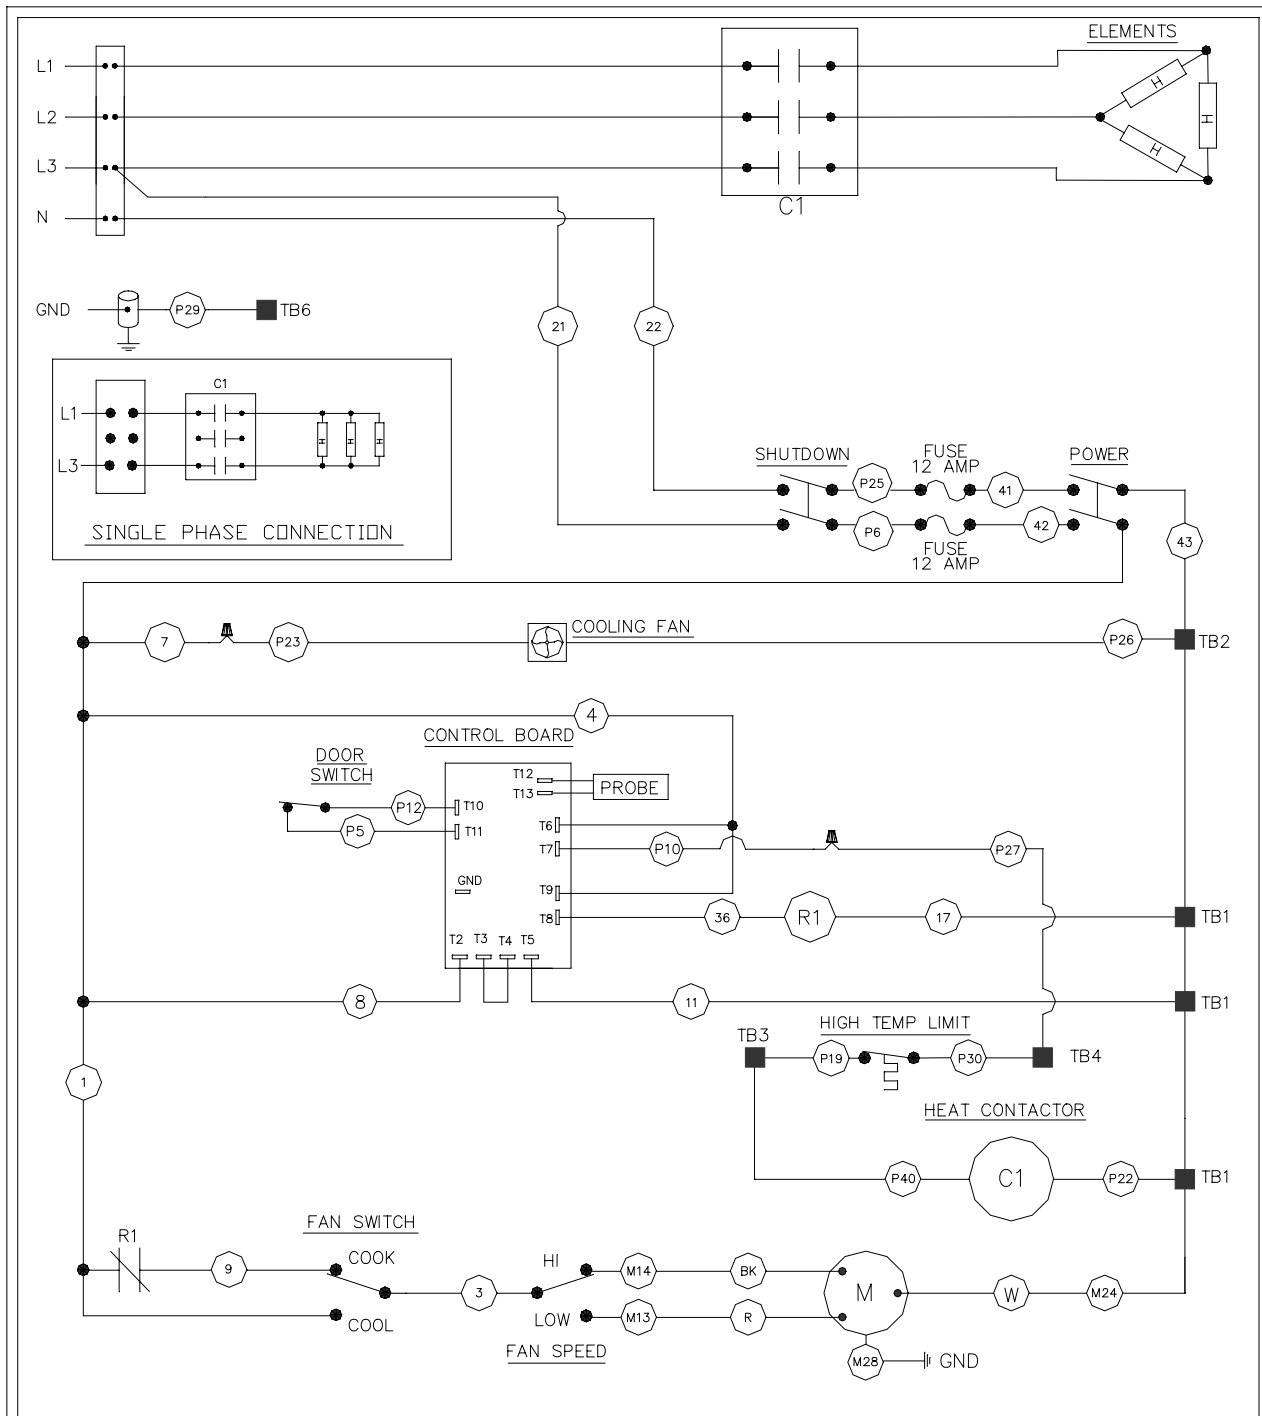 ELEMENTS
L1
L2
L3
C1
N
GND
P29
TB6
21
22
C1
L1
L3
SINGLE PHASE CONNECTION
SHUTDOWN
FUSE
12 AMP
POWER
P25
41
P6
42
43
FUSE
12 AMP
7
P23
COOLING FAN
P26
TB2
4
CONTROL BOARD
DOOR
SWITCH
T12
T13
PROBE
P12
T10
P5
T11
T6
T7
P10
P27
GND
T9
T8
36
R1
17
TB1
T2
T3
T4
T5
8
11
TB1
HIGH TEMP LIMIT
TB3
P19
P30
TB4
1
HEAT CONTACTOR
P40
C1
P22
TB1
FAN SWITCH
R1
9
COOK
HI
M14
BK
3
M
W
M24
COOL
LOW
M13
R
FAN SPEED
M28
GND
H
H
H
H
H
H